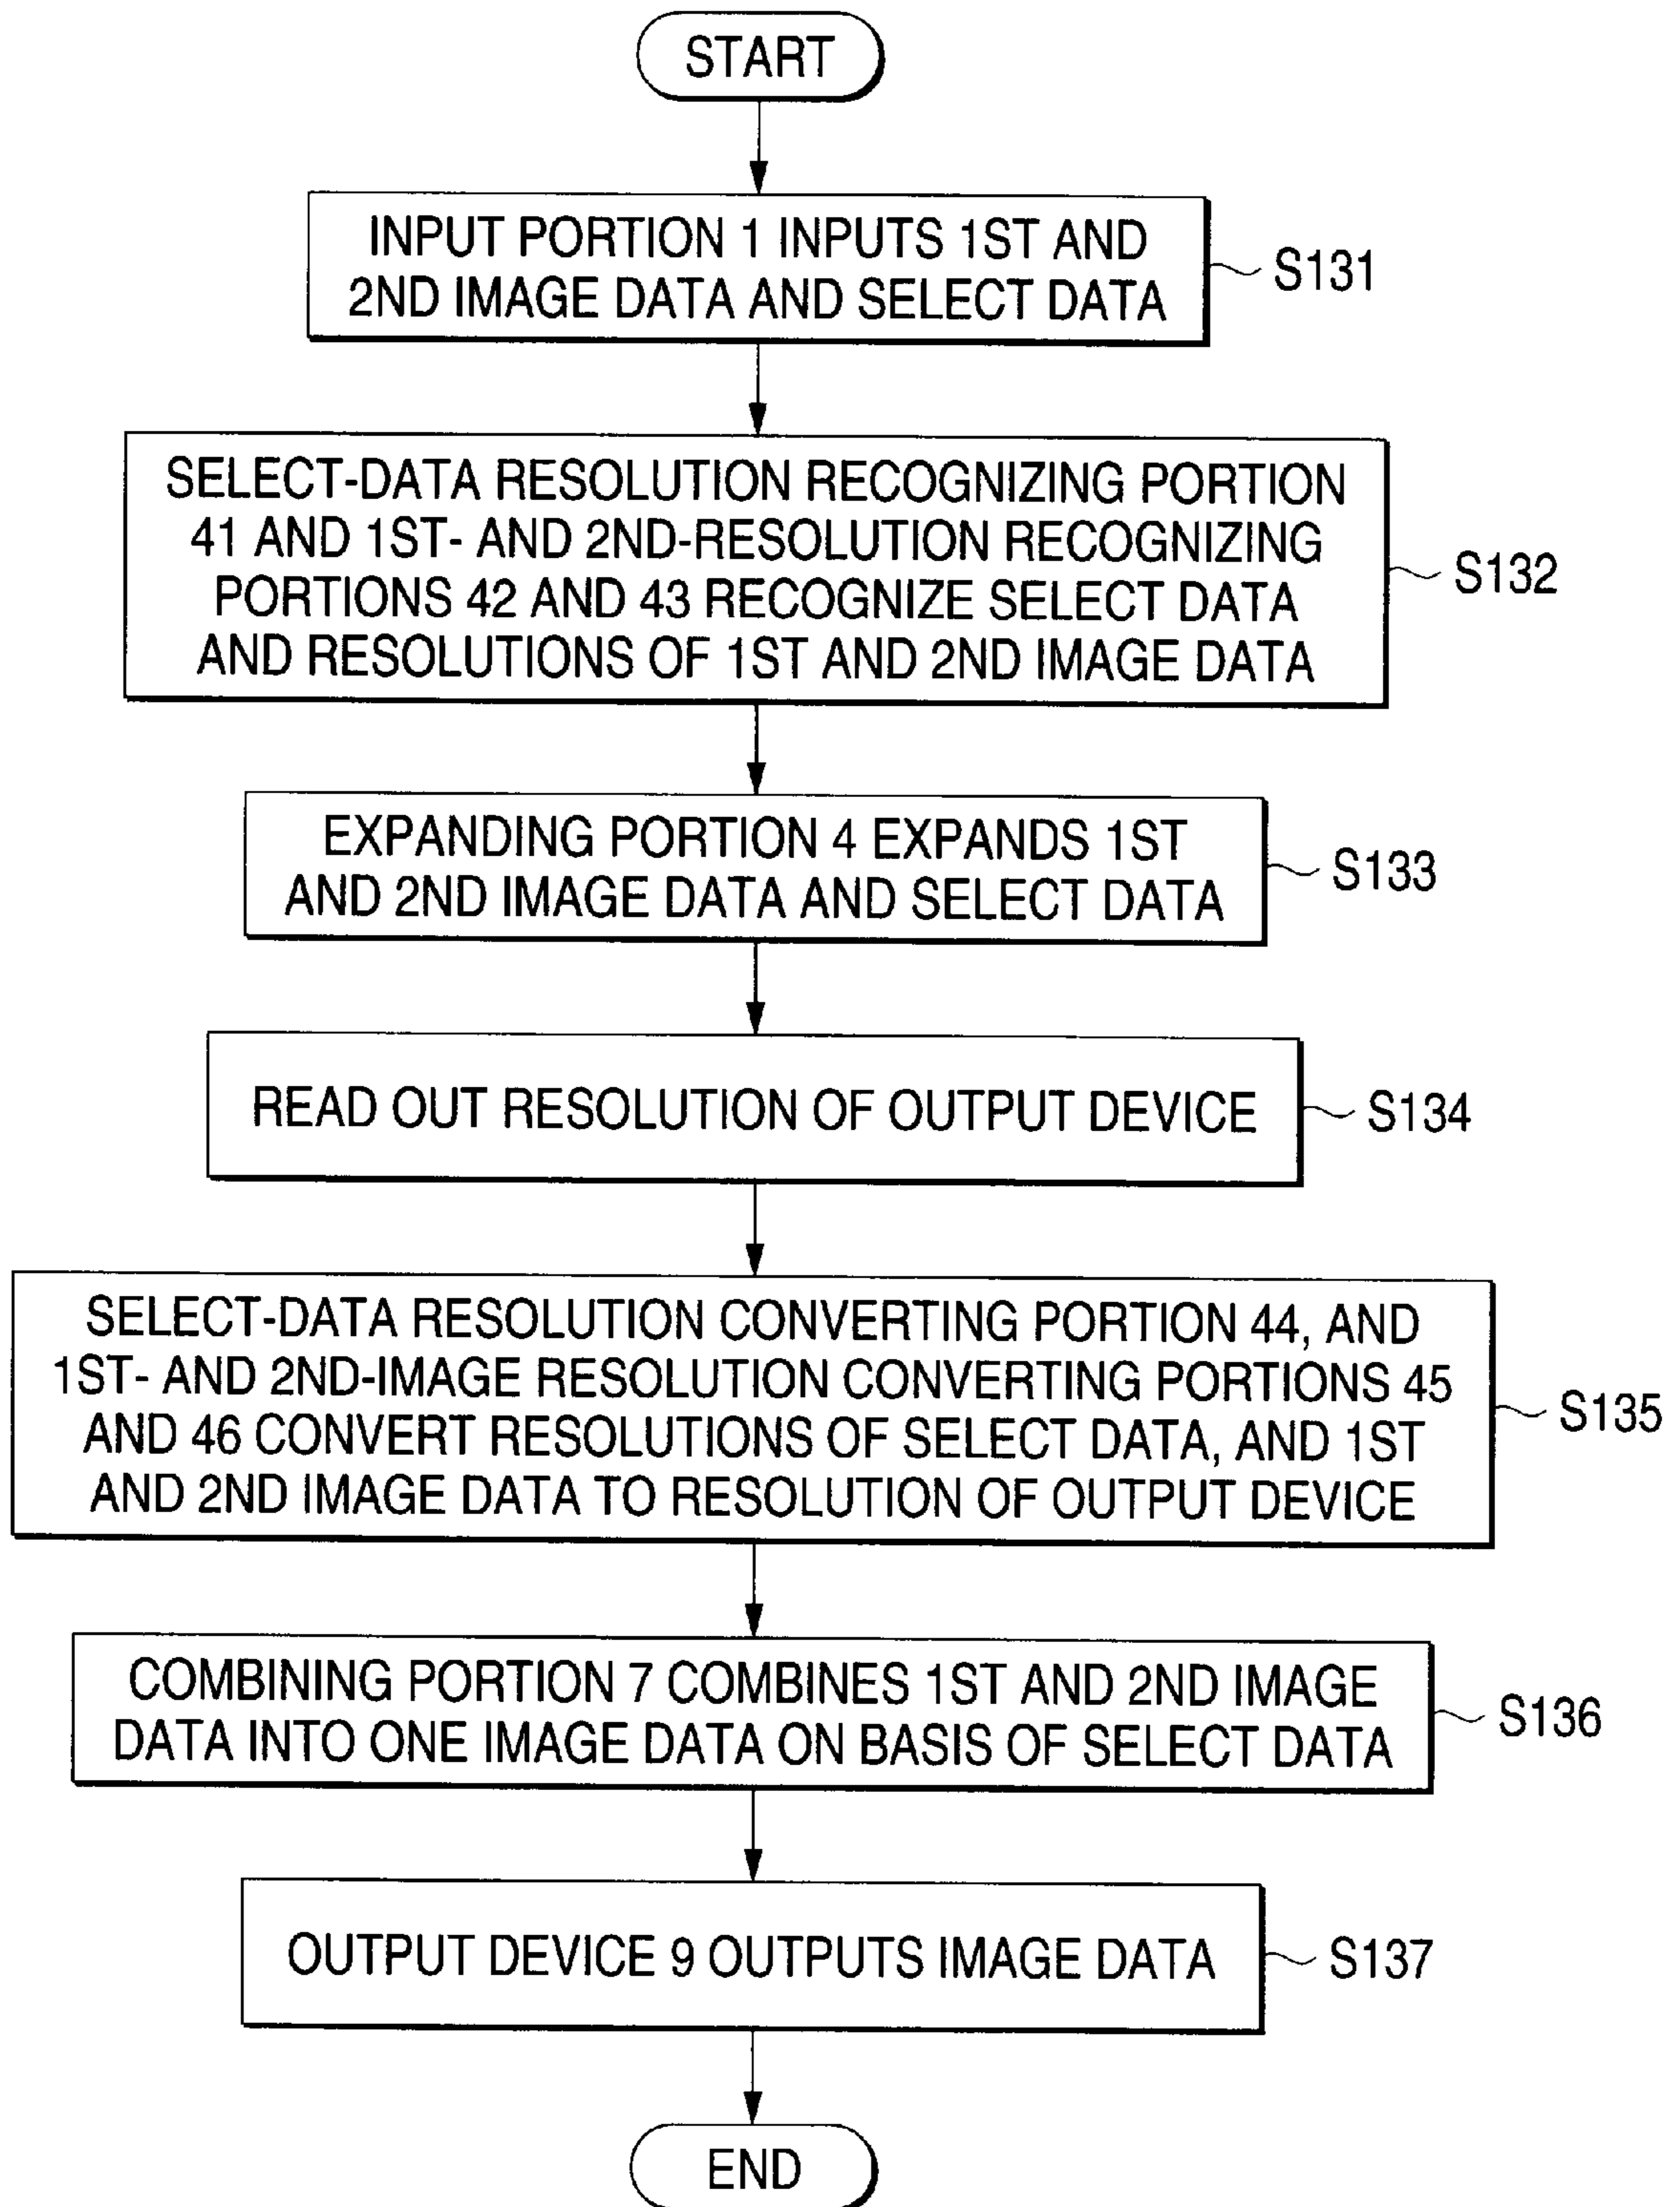 START
INPUT PORTION 1 INPUTS 1ST AND
2ND IMAGE DATA AND SELECT DATA
S131
SELECT-DATA RESOLUTION RECOGNIZING PORTION
41 AND 1ST- AND 2ND-RESOLUTION RECOGNIZING
PORTIONS 42 AND 43 RECOGNIZE SELECT DATA
AND RESOLUTIONS OF 1ST AND 2ND IMAGE DATA
S132
EXPANDING PORTION 4 EXPANDS 1ST
AND 2ND IMAGE DATA AND SELECT DATA
S133
READ OUT RESOLUTION OF OUTPUT DEVICE
S134
SELECT-DATA RESOLUTION CONVERTING PORTION 44, AND
1ST- AND 2ND-IMAGE RESOLUTION CONVERTING PORTIONS 45
AND 46 CONVERT RESOLUTIONS OF SELECT DATA, AND 1ST
AND 2ND IMAGE DATA TO RESOLUTION OF OUTPUT DEVICE
S135
COMBINING PORTION 7 COMBINES 1ST AND 2ND IMAGE
DATA INTO ONE IMAGE DATA ON BASIS OF SELECT DATA
S136
OUTPUT DEVICE 9 OUTPUTS IMAGE DATA
S137
END